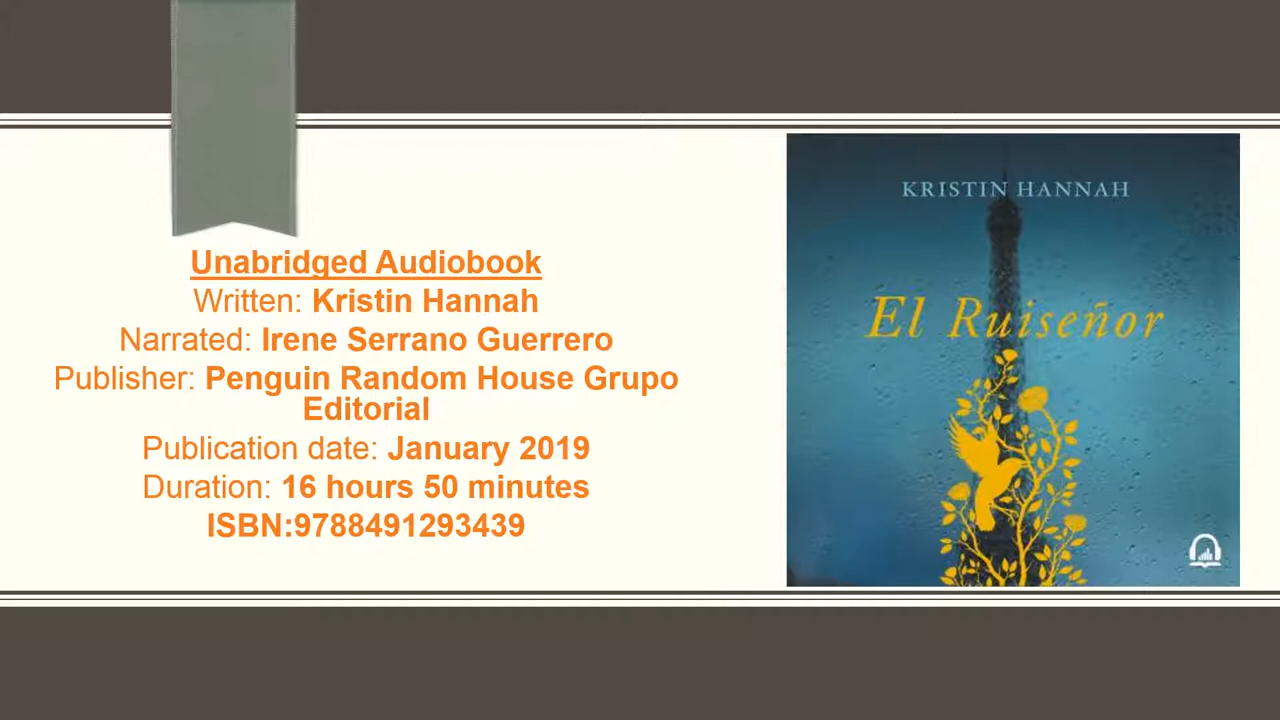 Unabridged Audiobook
Written: Kristin Hannah
Narrated: Irene Serrano Guerrero
Publisher: Penguin Random House Grupo
Editorial
Publication date: January 2019
Duration: 16 hours 50 minutes
ISBN:9788491293439
KRISTIN HANNAH
El Ruiseñor